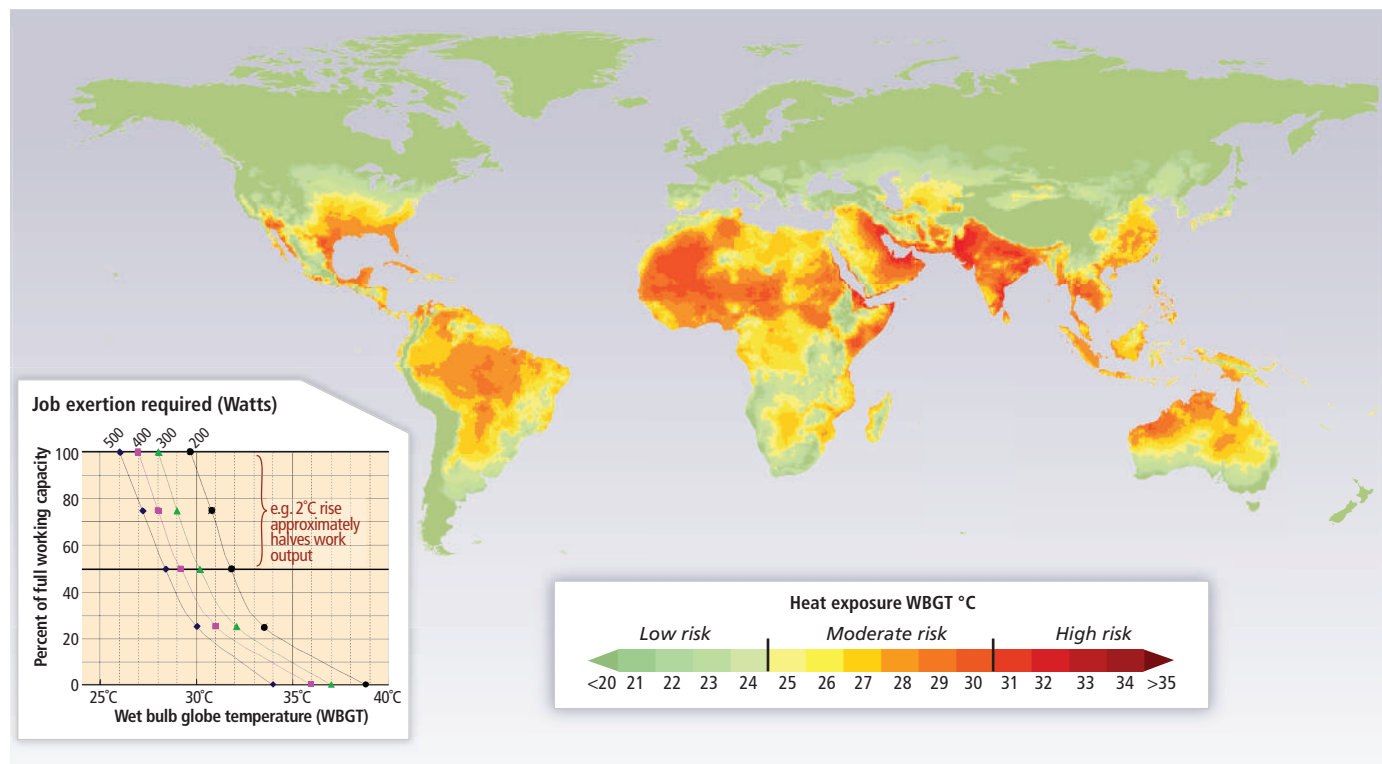 Job exertion required (Watts)
500 400 300 200
Percent of full working capacity
100
80
60
40
20
0
e.g. 2°C rise
approximately
halves work
output
25°C 30°C 35°C 40°C
Wet bulb globe temperature (WBGT)
Heat exposure WBGT °C
Low risk Moderate risk High risk
<20 21 22 23 24 25 26 27 28 29 30 31 32 33 34 >35